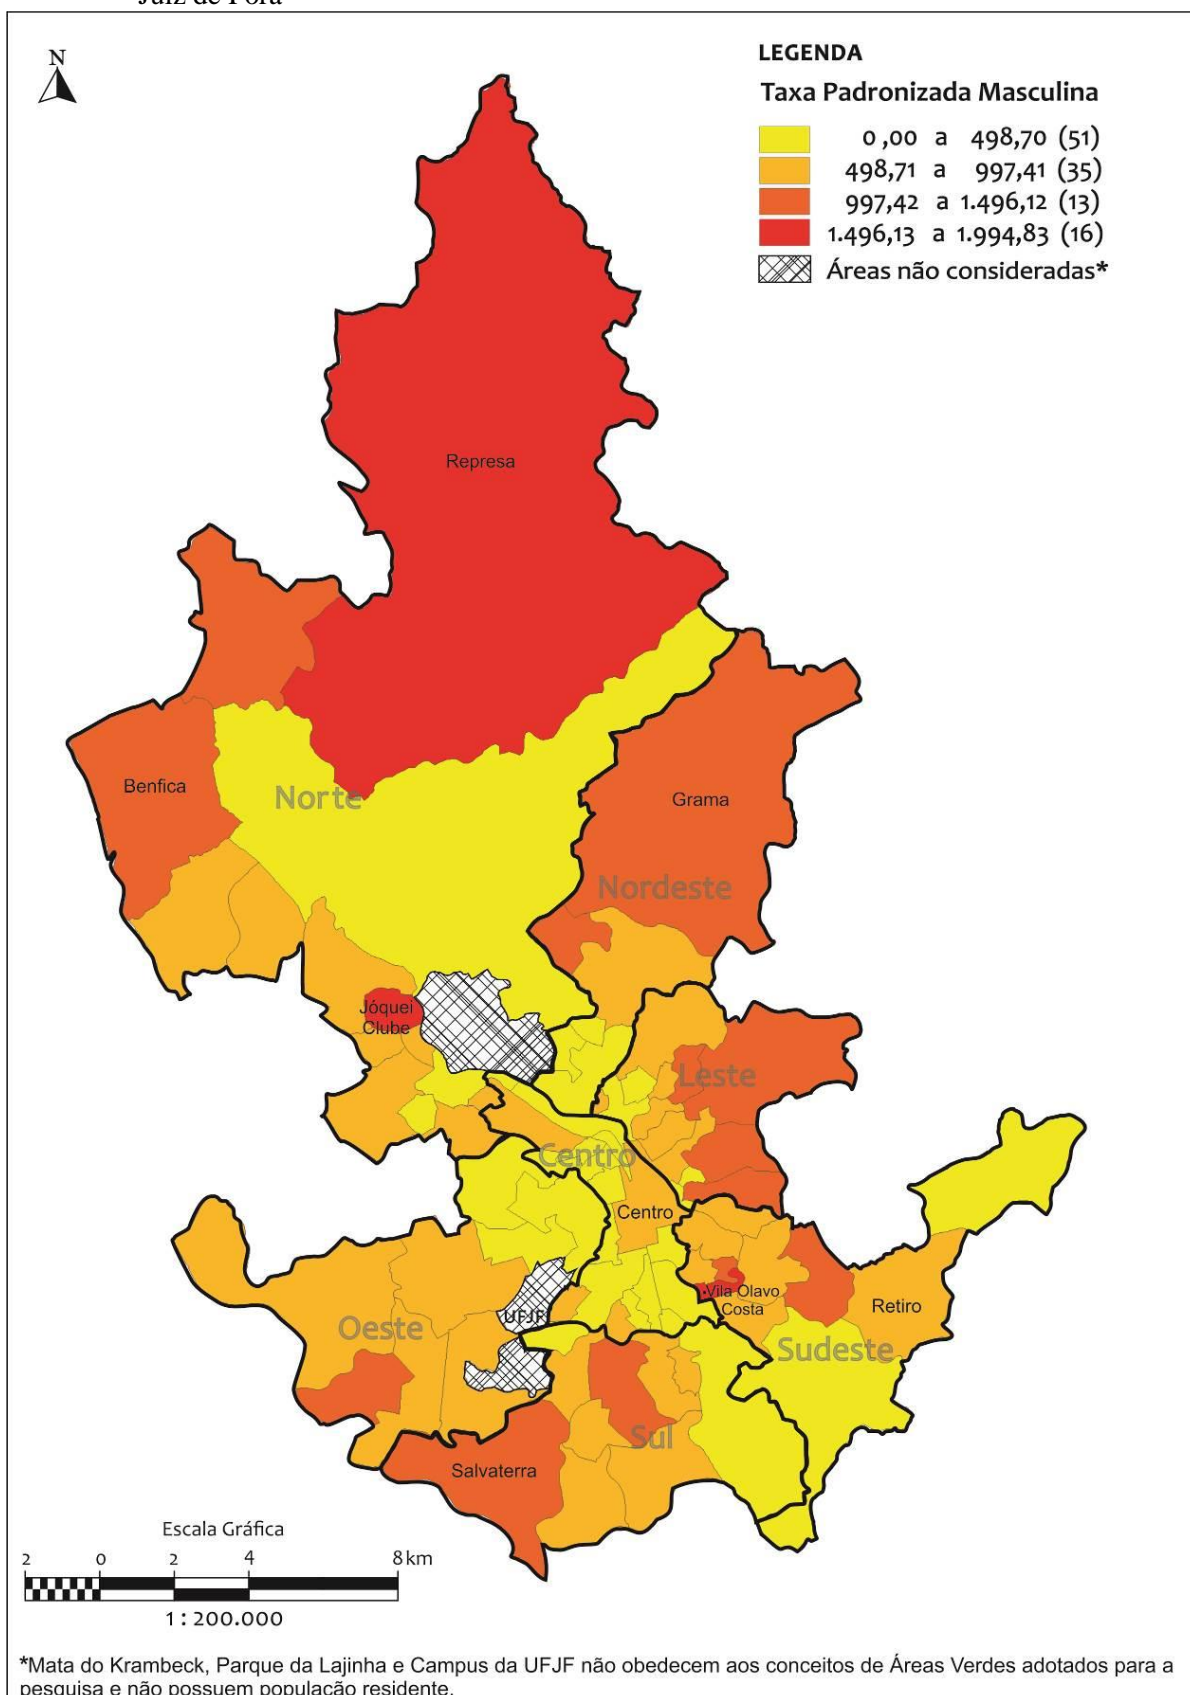 Juiz de Fora
N
LEGENDA
Taxa Padronizada Masculina
0 ,00 a 498,70 (51)
498,71 a 997,41 (35)
997,42 a 1.496,12 (13)
1.496,13 a 1.994,83 (16)
Áreas não consideradas*
Represa
Benfica
Norte
Grama
Nordeste
Jóquei
Clube
Leste
Centro
Centro
Vila Olavo
Costa
Retiro
UFJF
Oeste
Sudeste
Sul
Salvaterra
Escala Gráfica
2 0 2 4 8 km
1 : 200.000
*Mata do Krambeck, Parque da Lajinha e Campus da UFJF não obedecem aos conceitos de Áreas Verdes adotados para a
pesquisa e não possuem população residente.